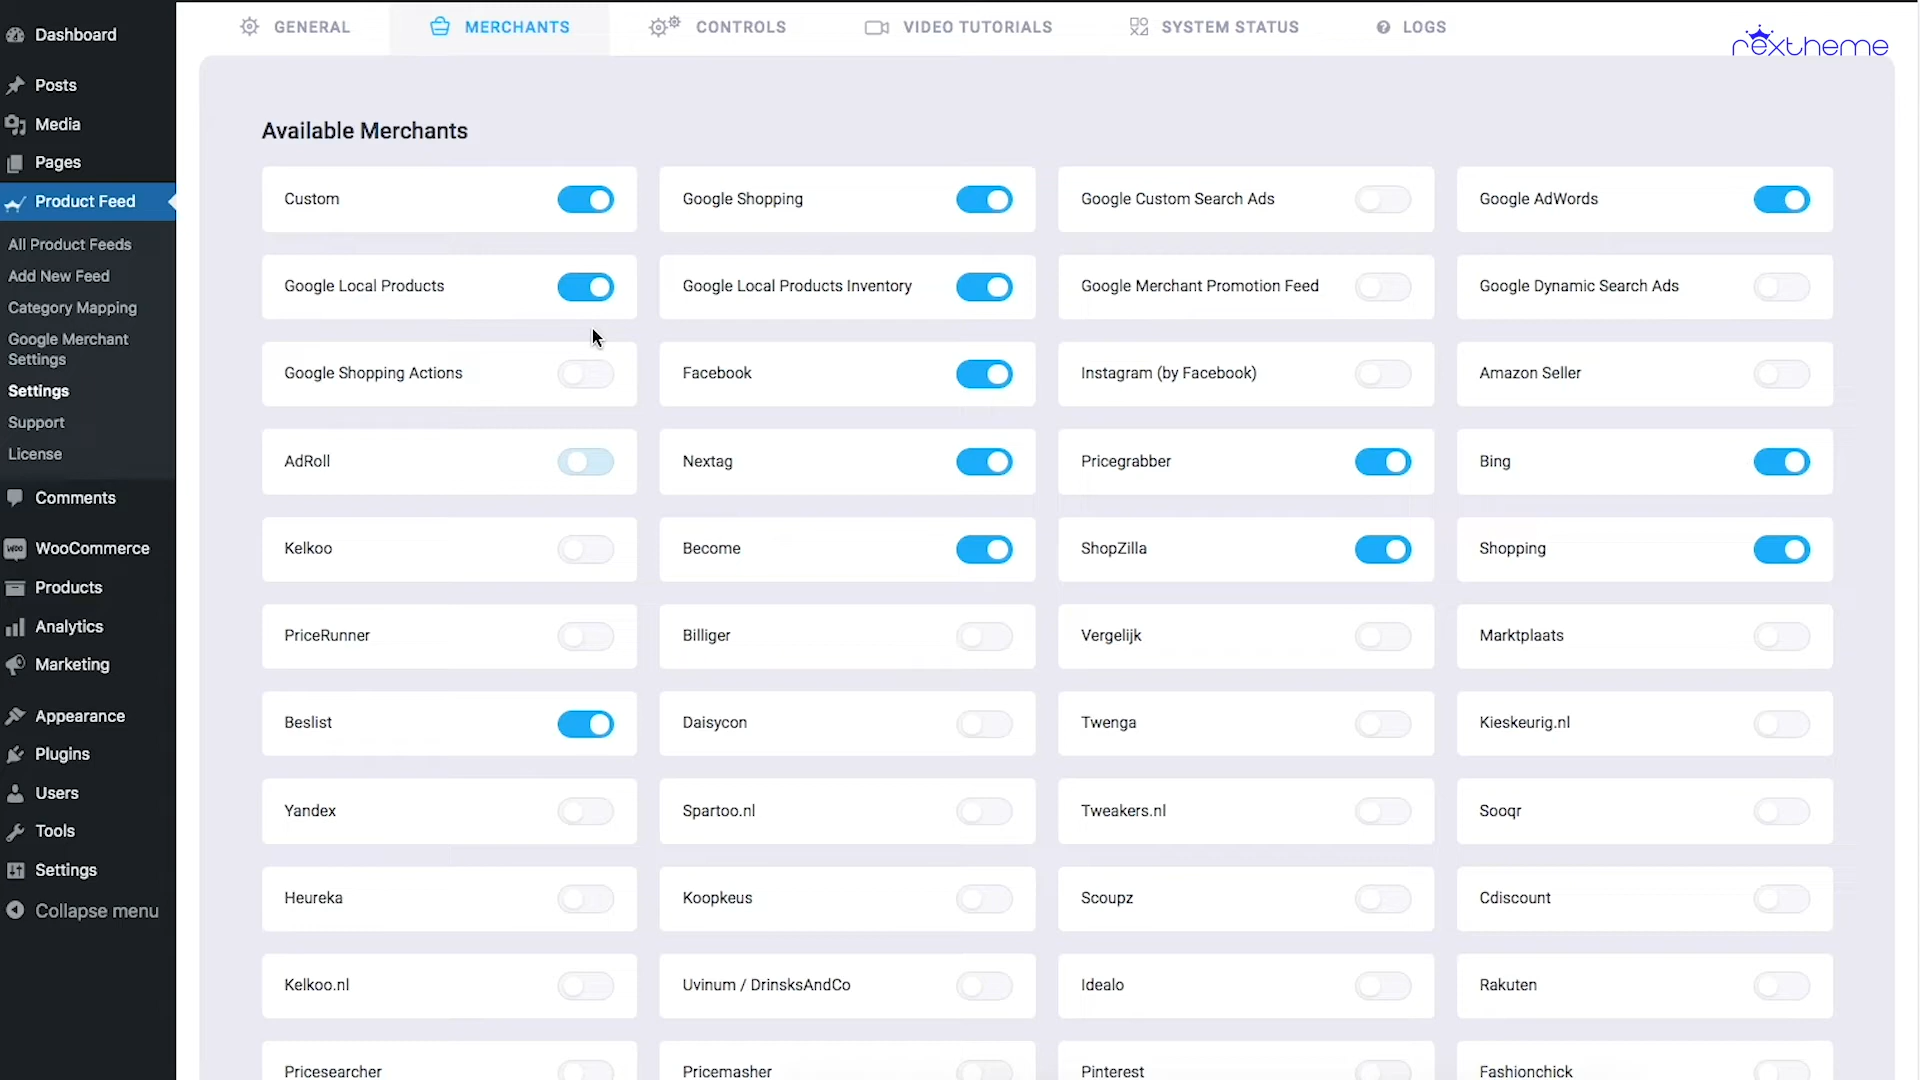 Dashboard
Posts
Media
Pages
Product Feed
All Product Feeds
Add New Feed
Category Mapping
Google Merchant
Settings
Settings
Support
License
Comments
WooCommerce
Products
Analytics
Marketing
Appearance
Plugins
Users
Tools
Settings
Collapse menu
GENERAL MERCHANTS CONTROLS VIDEO TUTORIALS SYSTEM STATUS LOGS
rextheme
Available Merchants
Custom Google Shopping Google Custom Search Ads Google AdWords
Google Local Products Google Local Products Inventory Google Merchant Promotion Feed Google Dynamic Search Ads
Google Shopping Actions Facebook Instagram (by Facebook) Amazon Seller
AdRoll Nextag Pricegrabber Bing
Kelkoo Become ShopZilla Shopping
PriceRunner Billiger Vergelijk Marktplaats
Beslist Daisycon Twenga Kieskeurig.nl
Yandex Spartoo.nl Tweakers.nl Sooqr
Heureka Koopkeus Scoupz Cdiscount
Kelkoo.nl Uvinum / DrinsksAndCo Idealo Rakuten
Pricesearcher Pricemasher Pinterest Fashionchick